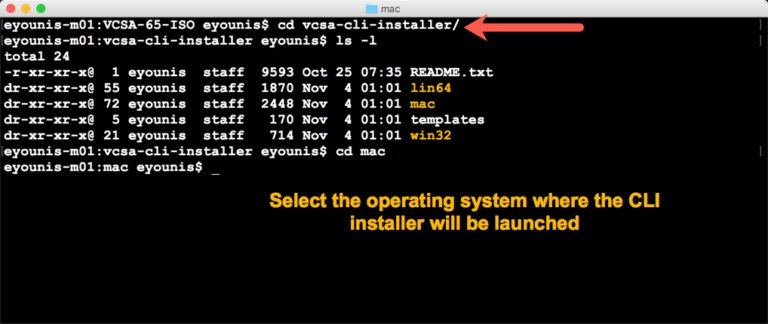 mac
[eyounis-m01:VCSA-65-ISO eyounis$ cd vcsa-cli-installer/ ]
[eyounis-m01:vcsa-cli-installer eyounis$ ls -l ]
total 24
-r-xr-xr-x@ 1 eyounis staff 9593 Oct 25 07:35 README.txt
dr-xr-xr-x@ 55 eyounis staff 1870 Nov 4 01:01 lin64
dr-xr-xr-x@ 72 eyounis staff 2448 Nov 4 01:01 mac
dr-xr-xr-x@ 5 eyounis staff 170 Nov 4 01:01 templates
dr-xr-xr-x@ 21 eyounis staff 714 Nov 4 01:01 win32
[eyounis-m01:vcsa-cli-installer eyounis$ cd mac ]
eyounis-m01:mac eyounis$ _
Select the operating system where the CLI
installer will be launched